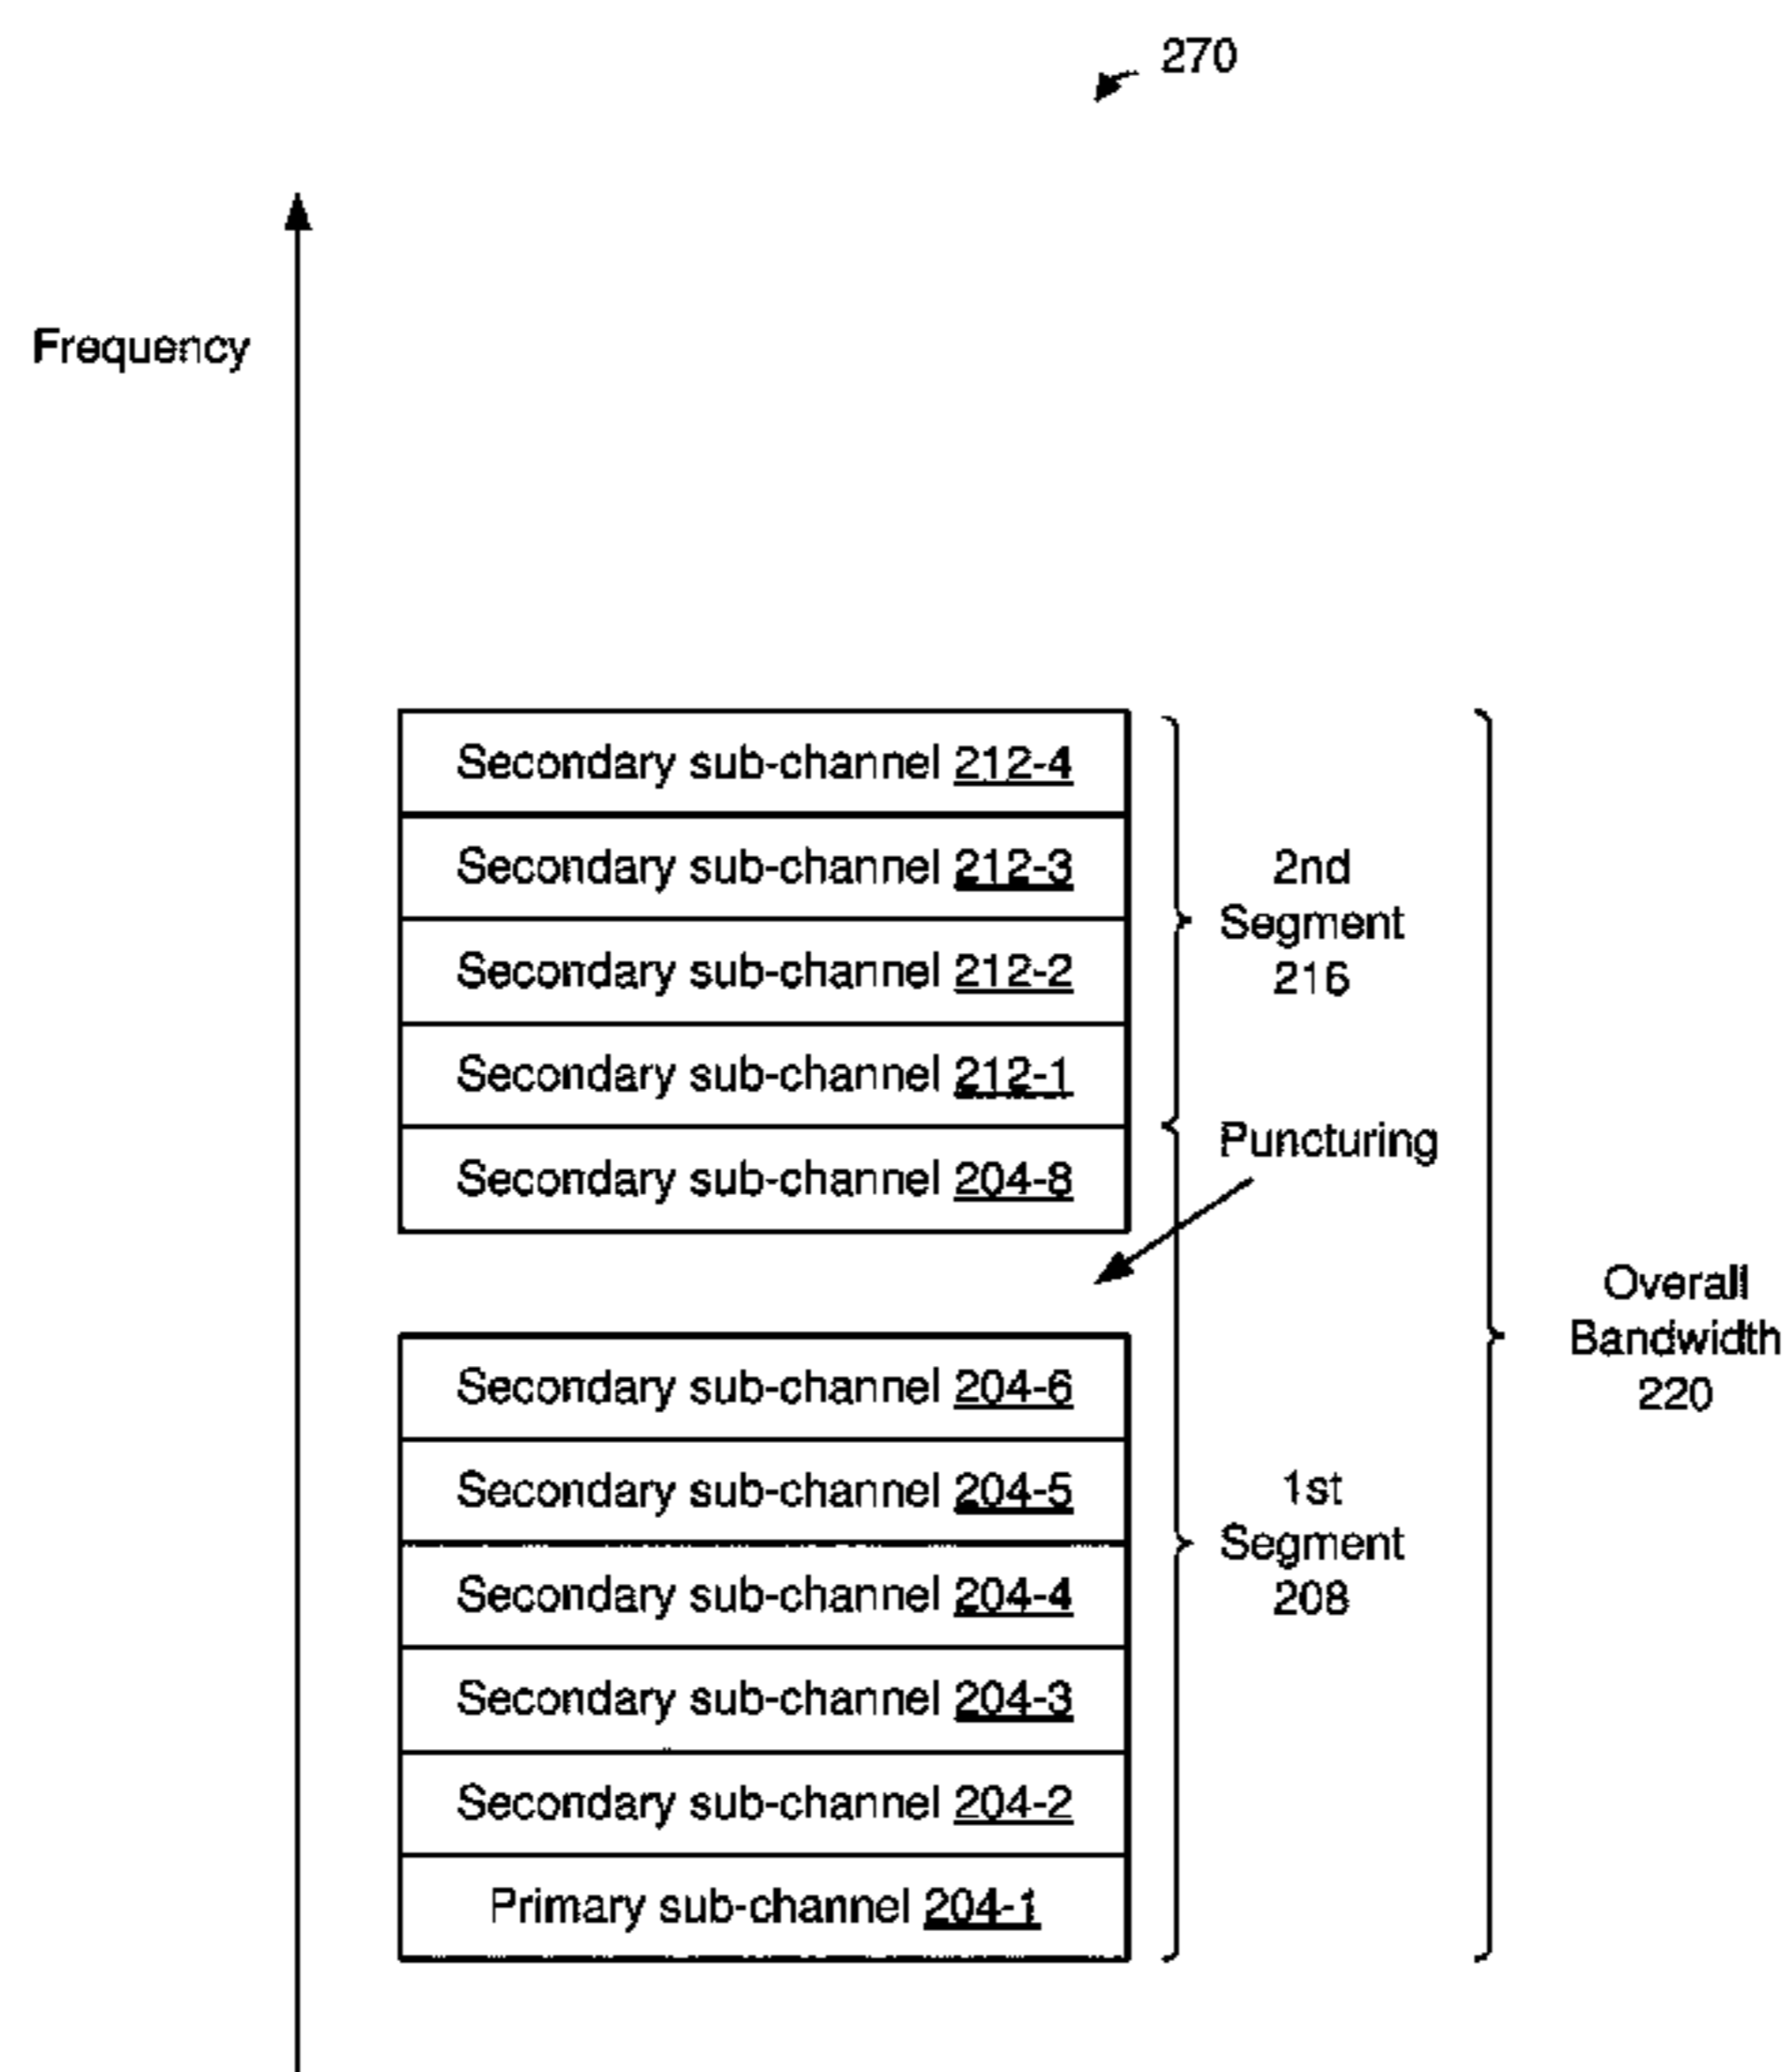 270
Frequency
Secondary sub-channel 212-4
Secondary sub-channel 212-3
Secondary sub-channel 212-2
Secondary sub-channel 212-1
Secondary sub-channel 204-8
Secondary sub-channel 204-6
Secondary sub-channel 204-5
Secondary sub-channel 204-4
Secondary sub-channel 204-3
Secondary sub-channel 204-2
Primary sub-channel 204-1
2nd
Segment
216
Puncturing
1st
Segment
208
Overall
Bandwidth
220